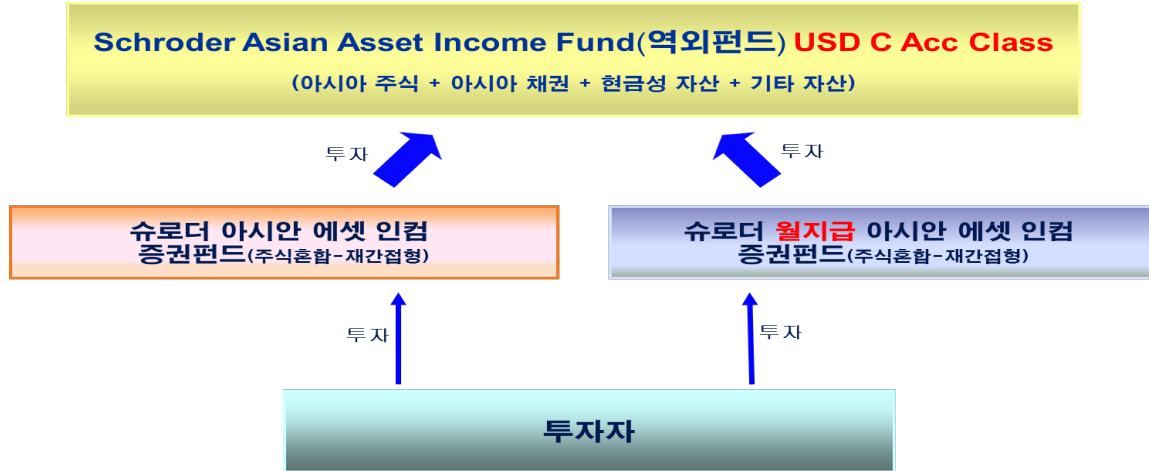 Schroder Asian Asset Income Fund(역외펀드) USD C Acc Class
(아시아 주식 + 아시아 채권 + 현금성 자산 + 기타 자산)
투자
투자
슈로더 아시안 에셋 인컴
증권펀드(주식혼합-재간접형)
슈로더 월지급 아시안 에셋 인컴
증권펀드(주식혼합-재간접형)
투자
투자
투자자